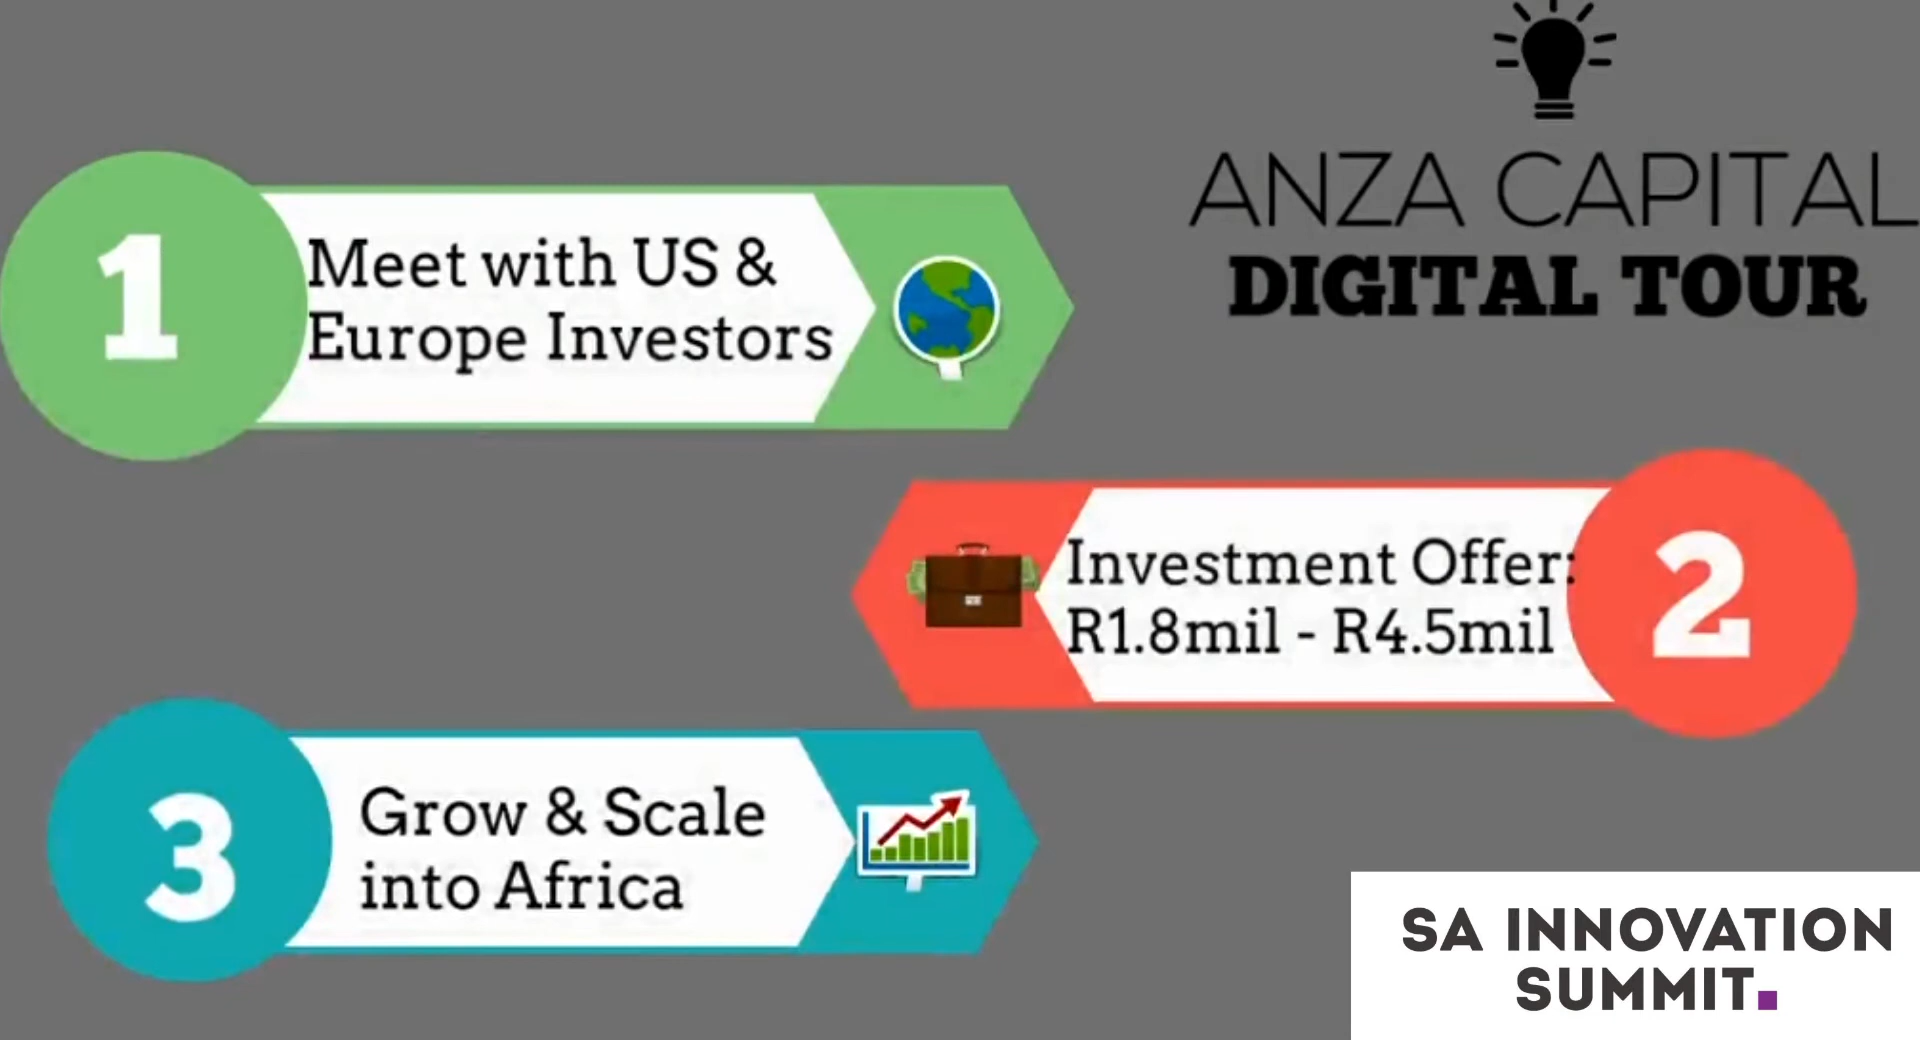 ANZA CAPITAL
DIGITAL TOUR
1
Meet with US &
Europe Investors
Investment Offer:
R1.8mil - R4.5mil
2
3
Grow & Scale
into Africa
SA INNOVATION
SUMMIT.